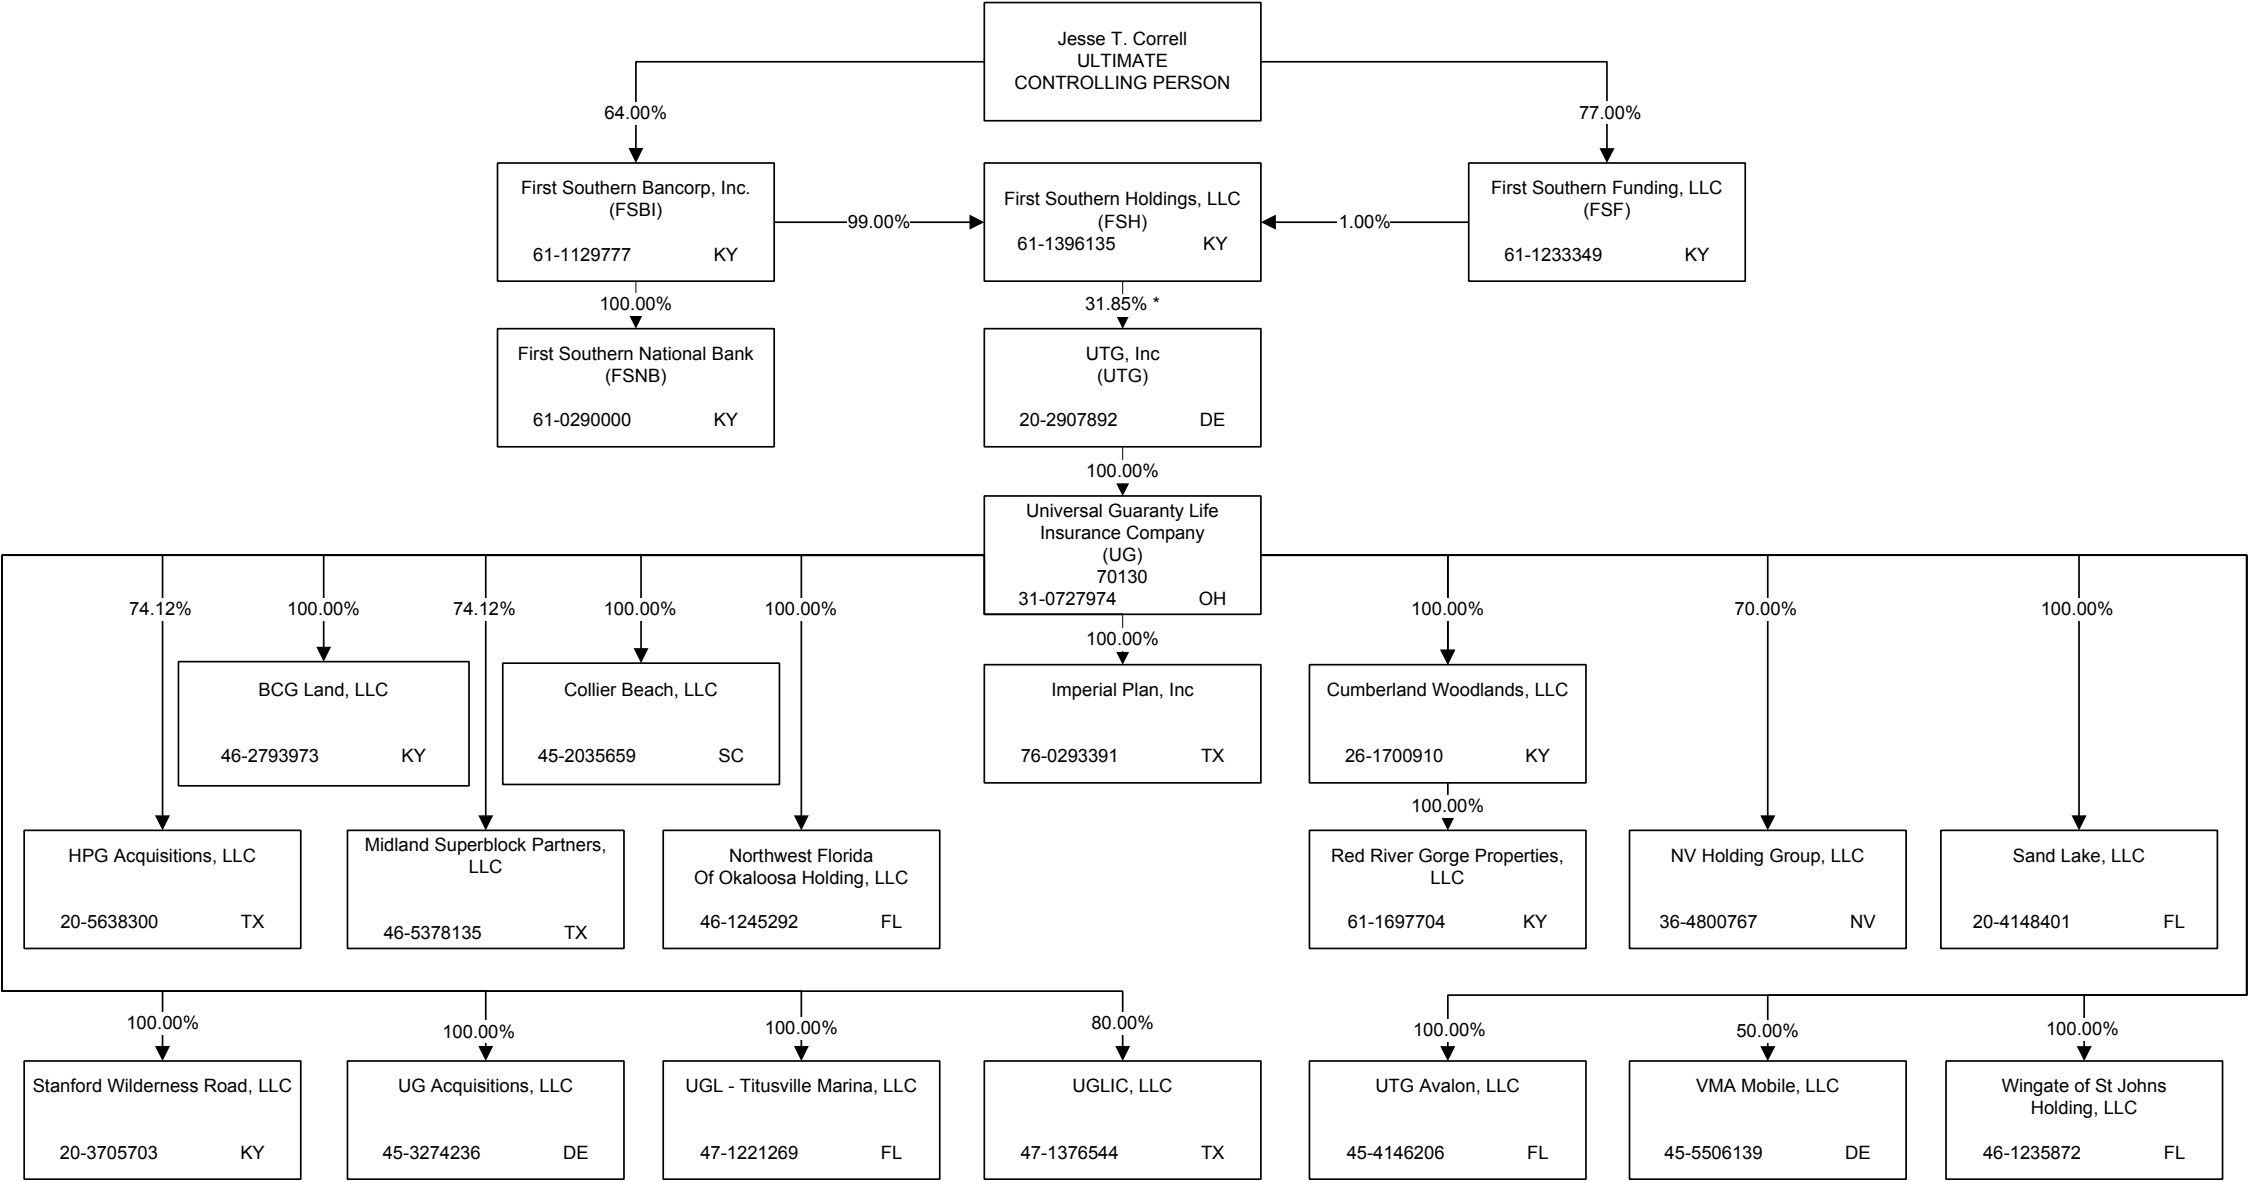 Jesse T. Correll
ULTIMATE
CONTROLLING PERSON
64.00%
77.00%
First Southern Bancorp, Inc.
(FSBI)
61-1129777 KY
99.00%
First Southern Holdings, LLC
(FSH)
61-1396135 KY
1.00%
First Southern Funding, LLC
(FSF)
61-1233349 KY
100.00%
31.85% *
First Southern National Bank
(FSNB)
61-0290000 KY
UTG, Inc
(UTG)
20-2907892 DE
100.00%
Universal Guaranty Life
Insurance Company
(UG)
70130
31-0727974 OH
74.12%
100.00%
74.12%
100.00%
100.00%
100.00%
100.00%
70.00%
100.00%
BCG Land, LLC
46-2793973 KY
Collier Beach, LLC
45-2035659 SC
Imperial Plan, Inc
76-0293391 TX
Cumberland Woodlands, LLC
26-1700910 KY
100.00%
HPG Acquisitions, LLC
20-5638300 TX
Midland Superblock Partners,
LLC
46-5378135 TX
Northwest Florida
Of Okaloosa Holding, LLC
46-1245292 FL
Red River Gorge Properties,
LLC
61-1697704 KY
NV Holding Group, LLC
36-4800767 NV
Sand Lake, LLC
20-4148401 FL
100.00%
100.00%
100.00%
80.00%
100.00%
50.00%
100.00%
Stanford Wilderness Road, LLC
20-3705703 KY
UG Acquisitions, LLC
45-3274236 DE
UGL - Titusville Marina, LLC
47-1221269 FL
UGLIC, LLC
47-1376544 TX
UTG Avalon, LLC
45-4146206 FL
VMA Mobile, LLC
45-5506139 DE
Wingate of St Johns
Holding, LLC
46-1235872 FL